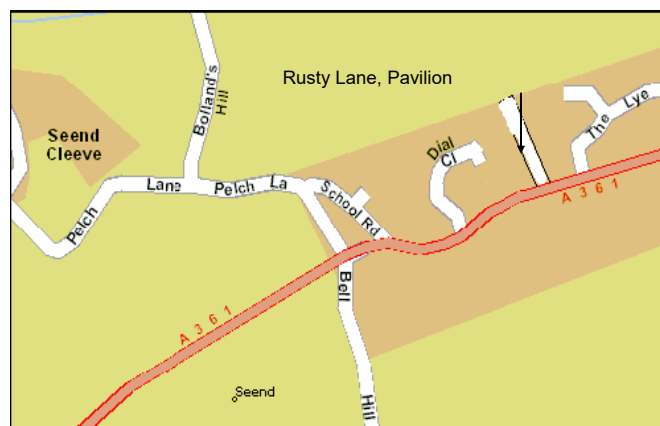 Rusty Lane, Pavilion
Bolland's
Hill
Seend
Cleeve
The Lye
Dial
Cl
Pelch Lane Pelch La
School Rd
A 3 6 1
Bell
Hill
A 3 6 1
Seend